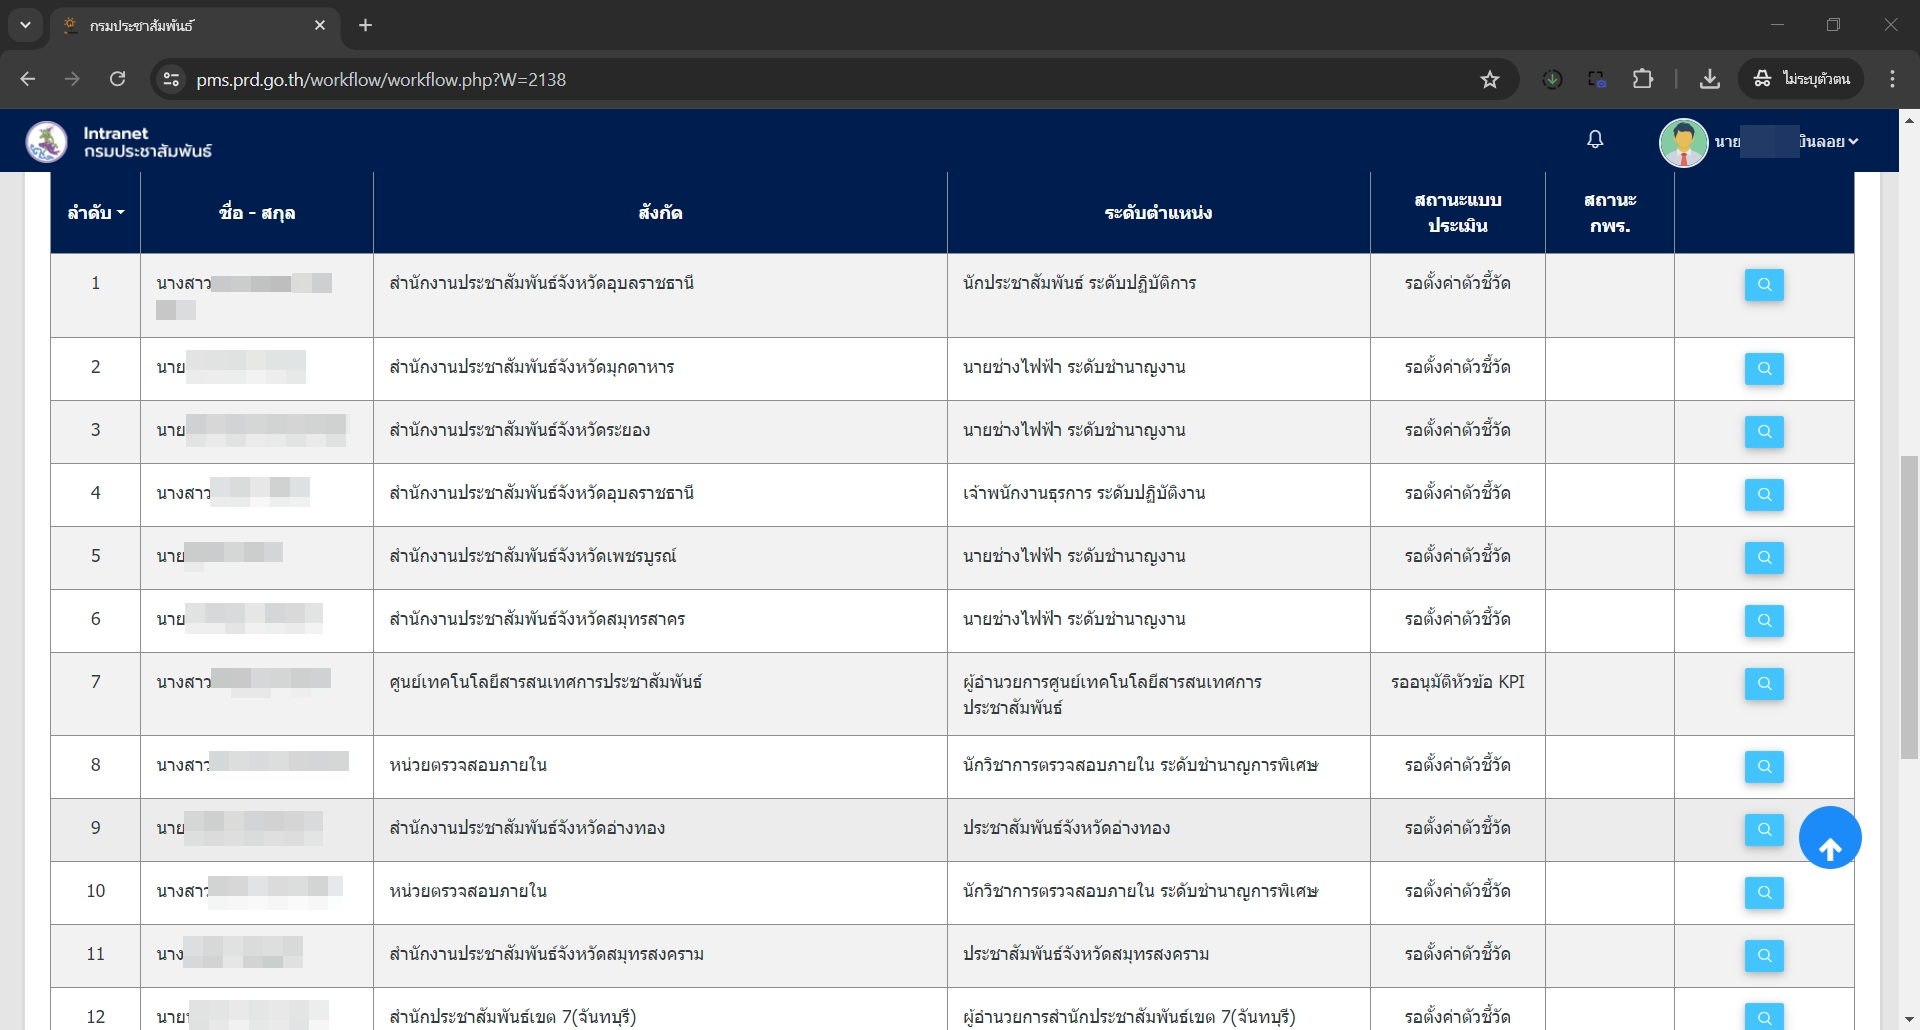 กรมประชาสัมพันธ์
pms.prd.go.th/workflow/workflow.php?W=2138
ไม่ระบุตัวตน
Intranet
กรมประชาสัมพันธ์
นาย ยินลอย
ลำดับ ชื่อ - สกุล สังกัด ระดับตำแหน่ง สถานะแบบ สถานะ
ประเมิน กพร.
1 นางสาว สำนักงานประชาสัมพันธ์จังหวัดอุบลราชธานี นักประชาสัมพันธ์ ระดับปฏิบัติการ รอตั้งค่าตัวชี้วัด
2 นาย สำนักงานประชาสัมพันธ์จังหวัดมุกดาหาร นายช่างไฟฟ้า ระดับชำนาญงาน รอตั้งค่าตัวชี้วัด
3 นาย สำนักงานประชาสัมพันธ์จังหวัดระยอง นายช่างไฟฟ้า ระดับชำนาญงาน รอตั้งค่าตัวชี้วัด
4 นางสาว สำนักงานประชาสัมพันธ์จังหวัดอุบลราชธานี เจ้าพนักงานธุรการ ระดับปฏิบัติงาน รอตั้งค่าตัวชี้วัด
5 นาย สำนักงานประชาสัมพันธ์จังหวัดเพชรบูรณ์ นายช่างไฟฟ้า ระดับชำนาญงาน รอตั้งค่าตัวชี้วัด
6 นาย สำนักงานประชาสัมพันธ์จังหวัดสมุทรสาคร นายช่างไฟฟ้า ระดับชำนาญงาน รอตั้งค่าตัวชี้วัด
7 นางสาว ศูนย์เทคโนโลยีสารสนเทศการประชาสัมพันธ์ ผู้อำนวยการศูนย์เทคโนโลยีสารสนเทศการ รออนุมัติหัวข้อ KPI
ประชาสัมพันธ์
8 นางสาว หน่วยตรวจสอบภายใน นักวิชาการตรวจสอบภายใน ระดับชำนาญการพิเศษ รอตั้งค่าตัวชี้วัด
9 นาย สำนักงานประชาสัมพันธ์จังหวัดอ่างทอง ประชาสัมพันธ์จังหวัดอ่างทอง รอตั้งค่าตัวชี้วัด
10 นางสาว หน่วยตรวจสอบภายใน นักวิชาการตรวจสอบภายใน ระดับชำนาญการพิเศษ รอตั้งค่าตัวชี้วัด
11 นาง สำนักงานประชาสัมพันธ์จังหวัดสมุทรสงคราม ประชาสัมพันธ์จังหวัดสมุทรสงคราม รอตั้งค่าตัวชี้วัด
12 นาย สำนักประชาสัมพันธ์เขต 7(จันทบุรี) ผู้อำนวยการสำนักประชาสัมพันธ์เขต 7(จันทบุรี) รอตั้งค่าตัวชี้วัด